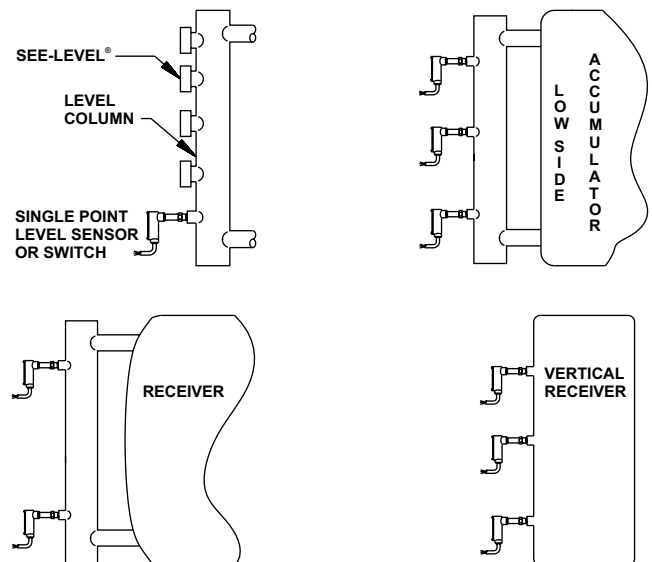 SEE-LEVEL®
LEVEL
COLUMN
SINGLE POINT
LEVEL SENSOR
OR SWITCH
LOW SIDE
ACCUMULATOR
RECEIVER
VERTICAL
RECEIVER